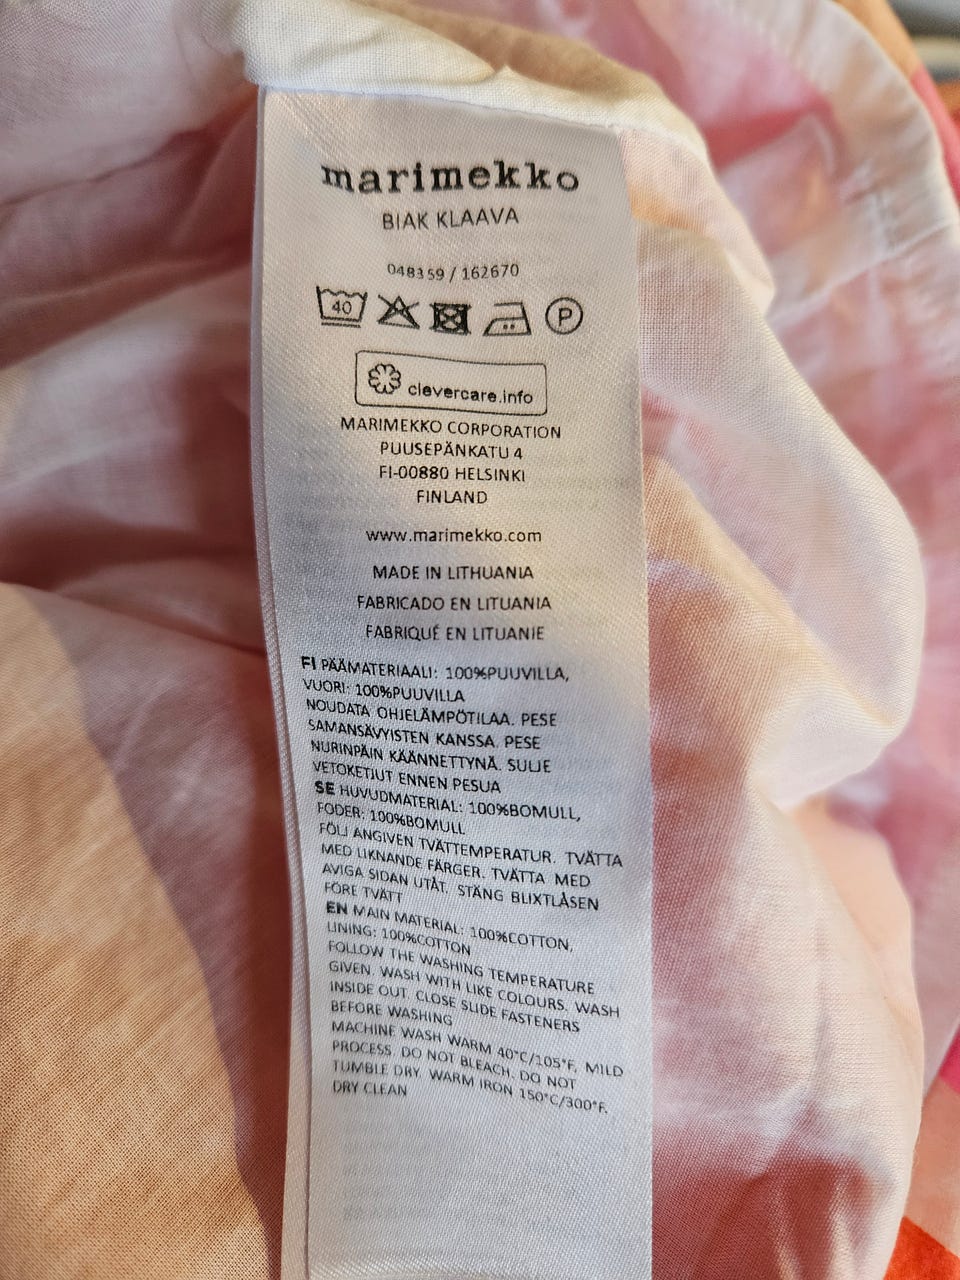 marimekko
BIAK KLAAVA
048359 / 162670
40 P
clevercare.info
MARIMEKKO CORPORATION
PUUSEPÄNKATU 4
FI-00880 HELSINKI
FINLAND
www.marimekko.com
MADE IN LITHUANIA
FABRICADO EN LITUANIA
FABRIQUÉ EN LITUANIE
FI PÄÄMATERIAALI: 100%PUUVILLA,
VUORI: 100%PUUVILLA
NOUDATA OHJELÄMPÖTILAA. PESE
SAMANSÄVYISTEN KANSSA. PESE
NURINPÄIN KÄÄNNETTYNÄ. SULJE
VETOKETJUT ENNEN PESUA
SE HUVUDMATERIAL: 100%BOMULL,
FODER: 100%BOMULL
FÖLJ ANGIVEN TVÄTTEMPERATUR. TVÄTTA
MED LIKNANDE FÄRGER. TVÄTTA MED
AVIGA SIDAN UTÅT. STÄNG BLIXTLÅSEN
FÖRE TVÄTT
EN MAIN MATERIAL: 100%COTTON,
LINING: 100%COTTON
FOLLOW THE WASHING TEMPERATURE
GIVEN. WASH WITH LIKE COLOURS. WASH
INSIDE OUT. CLOSE SLIDE FASTENERS
BEFORE WASHING
MACHINE WASH WARM 40°C/105°F, MILD
PROCESS. DO NOT BLEACH. DO NOT
TUMBLE DRY. WARM IRON 150°C/300°F.
DRY CLEAN